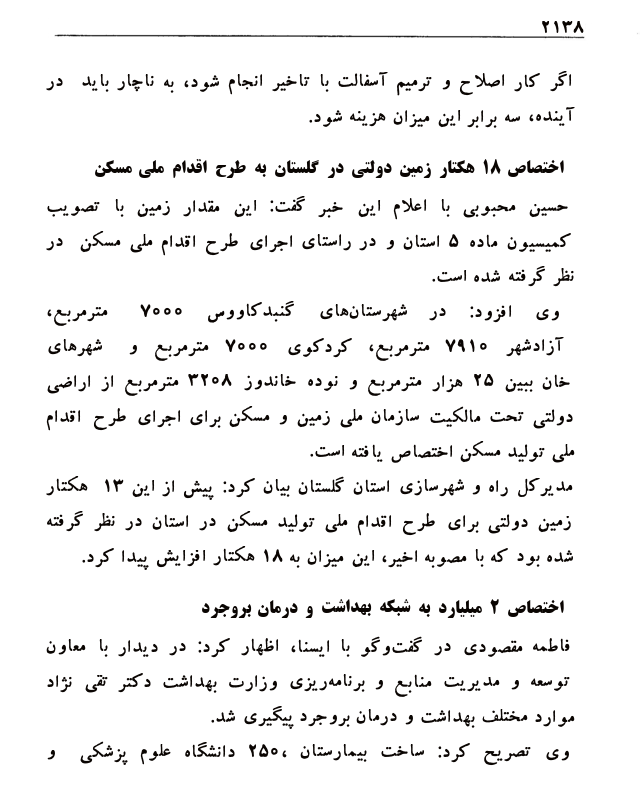 ۲۱۳۸
اگر کار اصلاح و ترمیم آسفالت با تاخیر انجام شود، به ناچار باید در
آینده، سه برابر این میزان هزینه شود.
اختصاص ۱۸ هکتار زمین دولتی در گلستان به طرح اقدام ملی مسکن
حسین محبوبی با اعلام این خبر گفت: این مقدار زمین با تصویب
کمیسیون ماده ۵ استان و در راستای اجرای طرح اقدام ملی مسکن در
نظر گرفته شده است.
وی افزود: در شهرستان‌های گنبدکاووس ۷۰۰۰ مترمربع،
آزادشهر ۷۹۱۰ مترمربع، کردکوی ۷۰۰۰ مترمربع و شهرهای
خان ببین ۲۵ هزار مترمربع و نوده خاندوز ۳۲۰۸ مترمربع از اراضی
دولتی تحت مالکیت سازمان ملی زمین و مسکن برای اجرای طرح اقدام
ملی تولید مسکن اختصاص یافته است.
مدیرکل راه و شهرسازی استان گلستان بیان کرد: پیش از این ۱۳ هکتار
زمین دولتی برای طرح اقدام ملی تولید مسکن در استان در نظر گرفته
شده بود که با مصوبه اخیر، این میزان به ۱۸ هکتار افزایش پیدا کرد.
اختصاص ۲ میلیارد به شبکه بهداشت و درمان بروجرد
فاطمه مقصودی در گفت‌وگو با ایسنا، اظهار کرد: در دیدار با معاون
توسعه و مدیریت منابع و برنامه‌ریزی وزارت بهداشت دکتر تقی نژاد
موارد مختلف بهداشت و درمان بروجرد پیگیری شد.
وی تصریح کرد: ساخت بیمارستان ۲۵۰، دانشگاه علوم پزشکی و